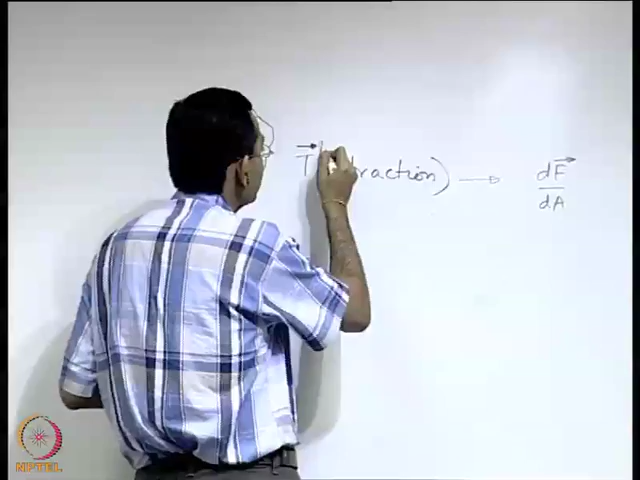 T⃗ (traction) → dF⃗/dA
NPTEL